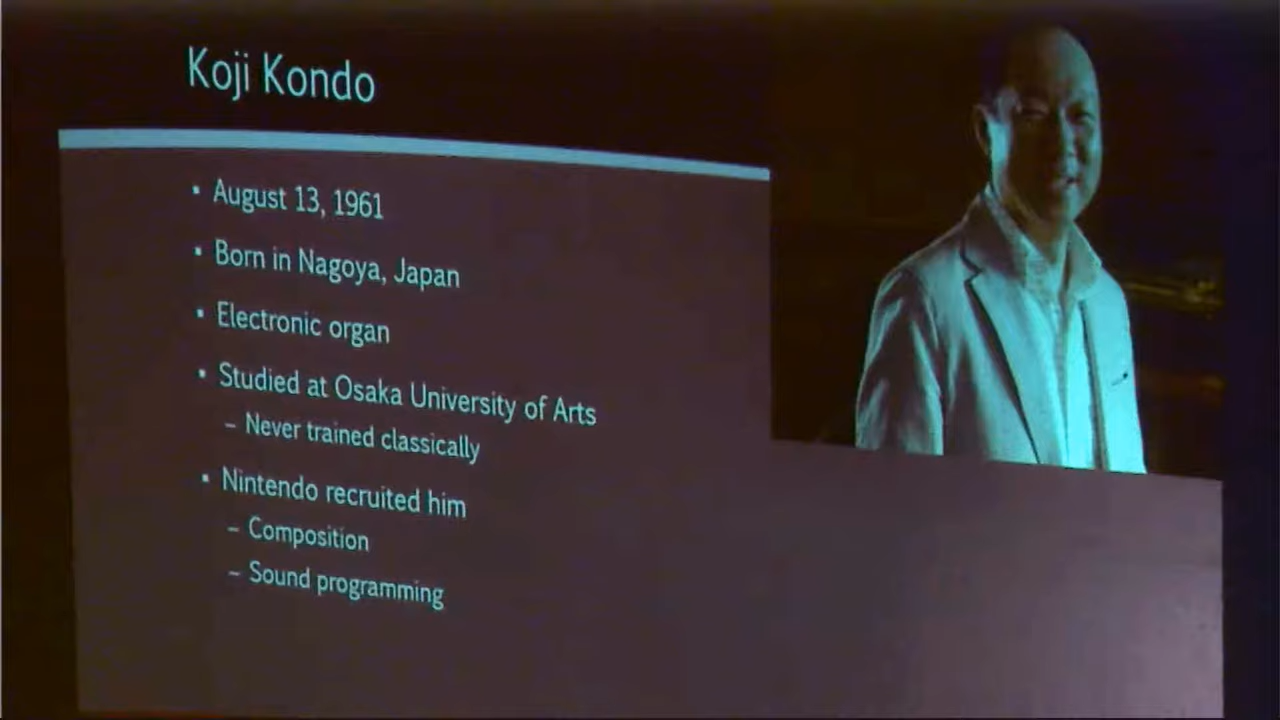 Koji Kondo
▪ August 13, 1961
▪ Born in Nagoya, Japan
▪ Electronic organ
▪ Studied at Osaka University of Arts
– Never trained classically
▪ Nintendo recruited him
– Composition
– Sound programming